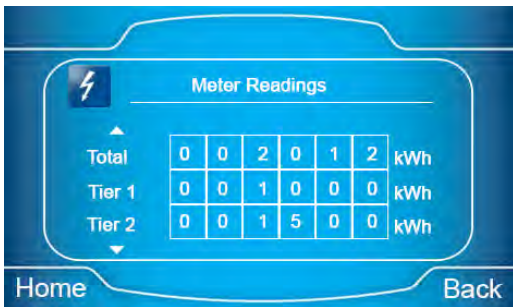 Meter Readings
Total 0 0 2 0 1 2 kWh
Tier 1 0 0 1 0 0 0 kWh
Tier 2 0 0 1 5 0 0 kWh
Home Back